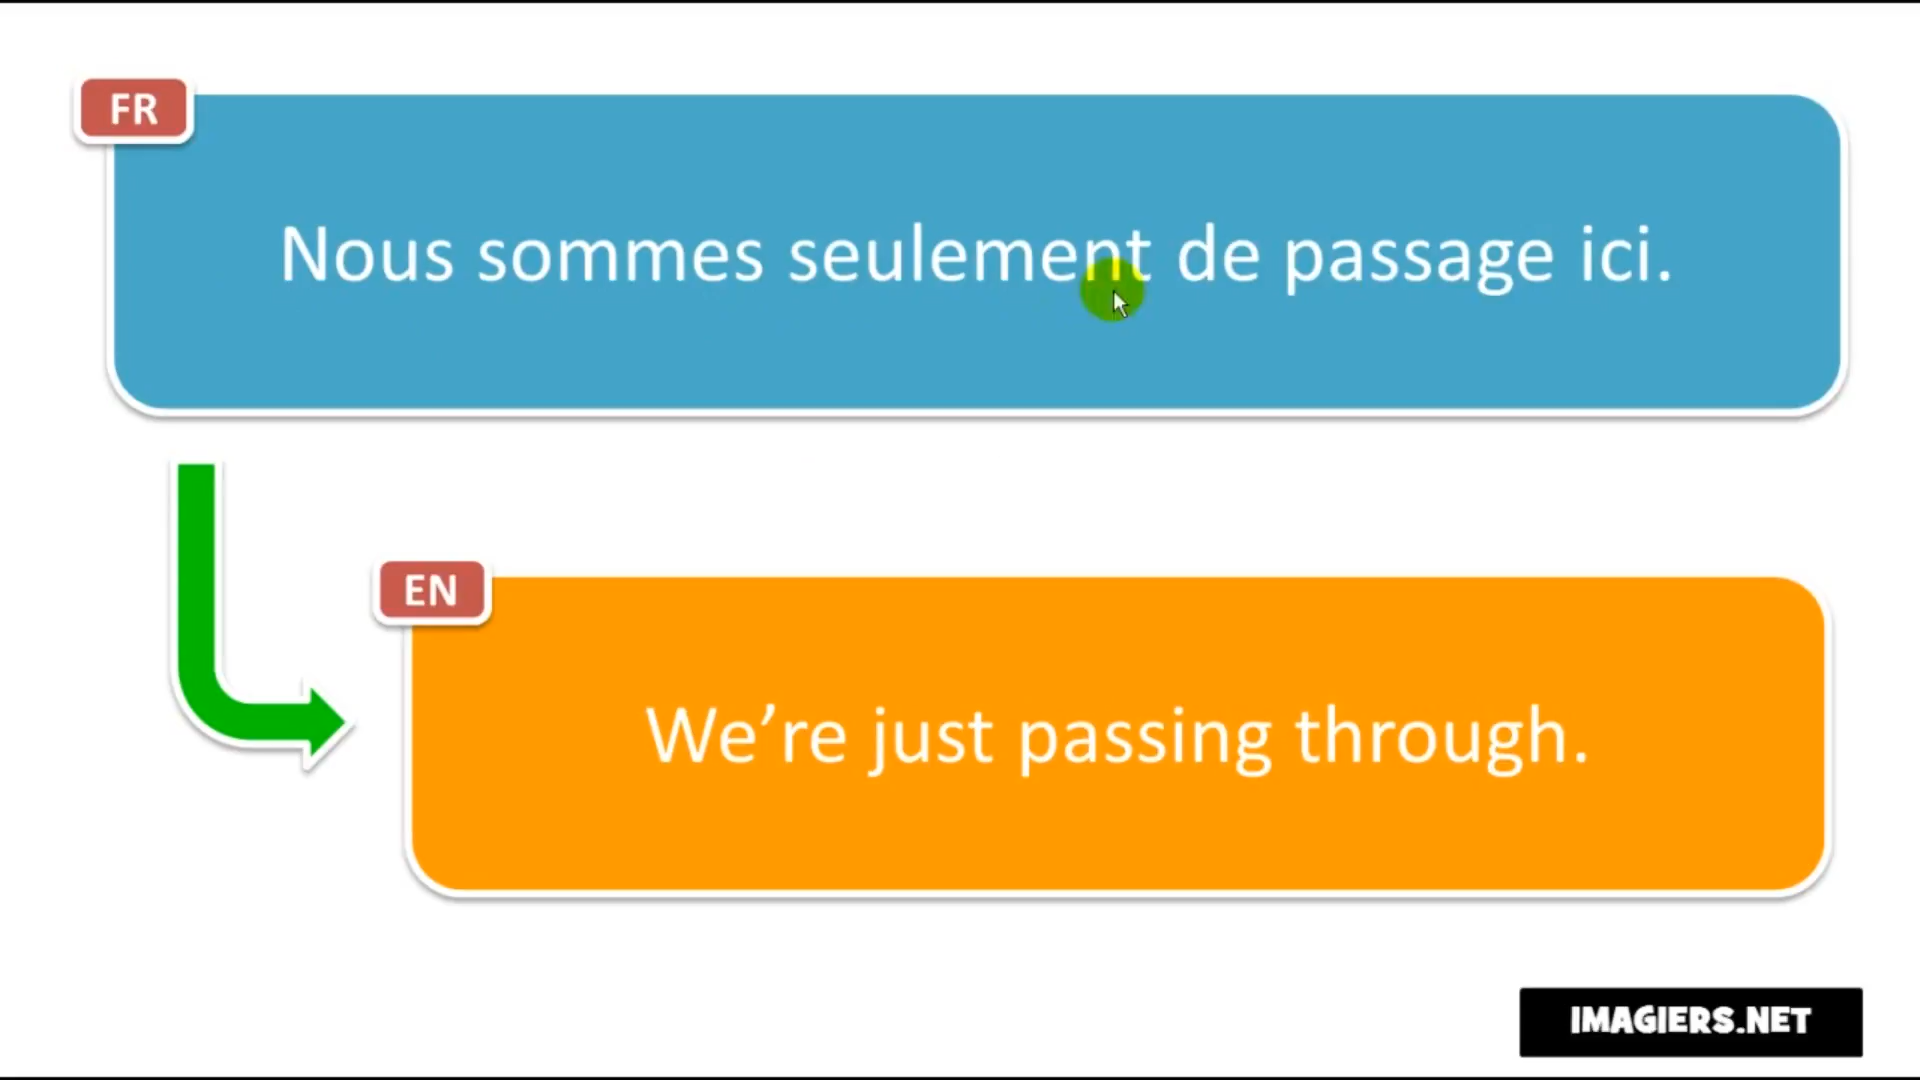 FR
Nous sommes seulement de passage ici.
EN
We’re just passing through.
IMAGIERS.NET